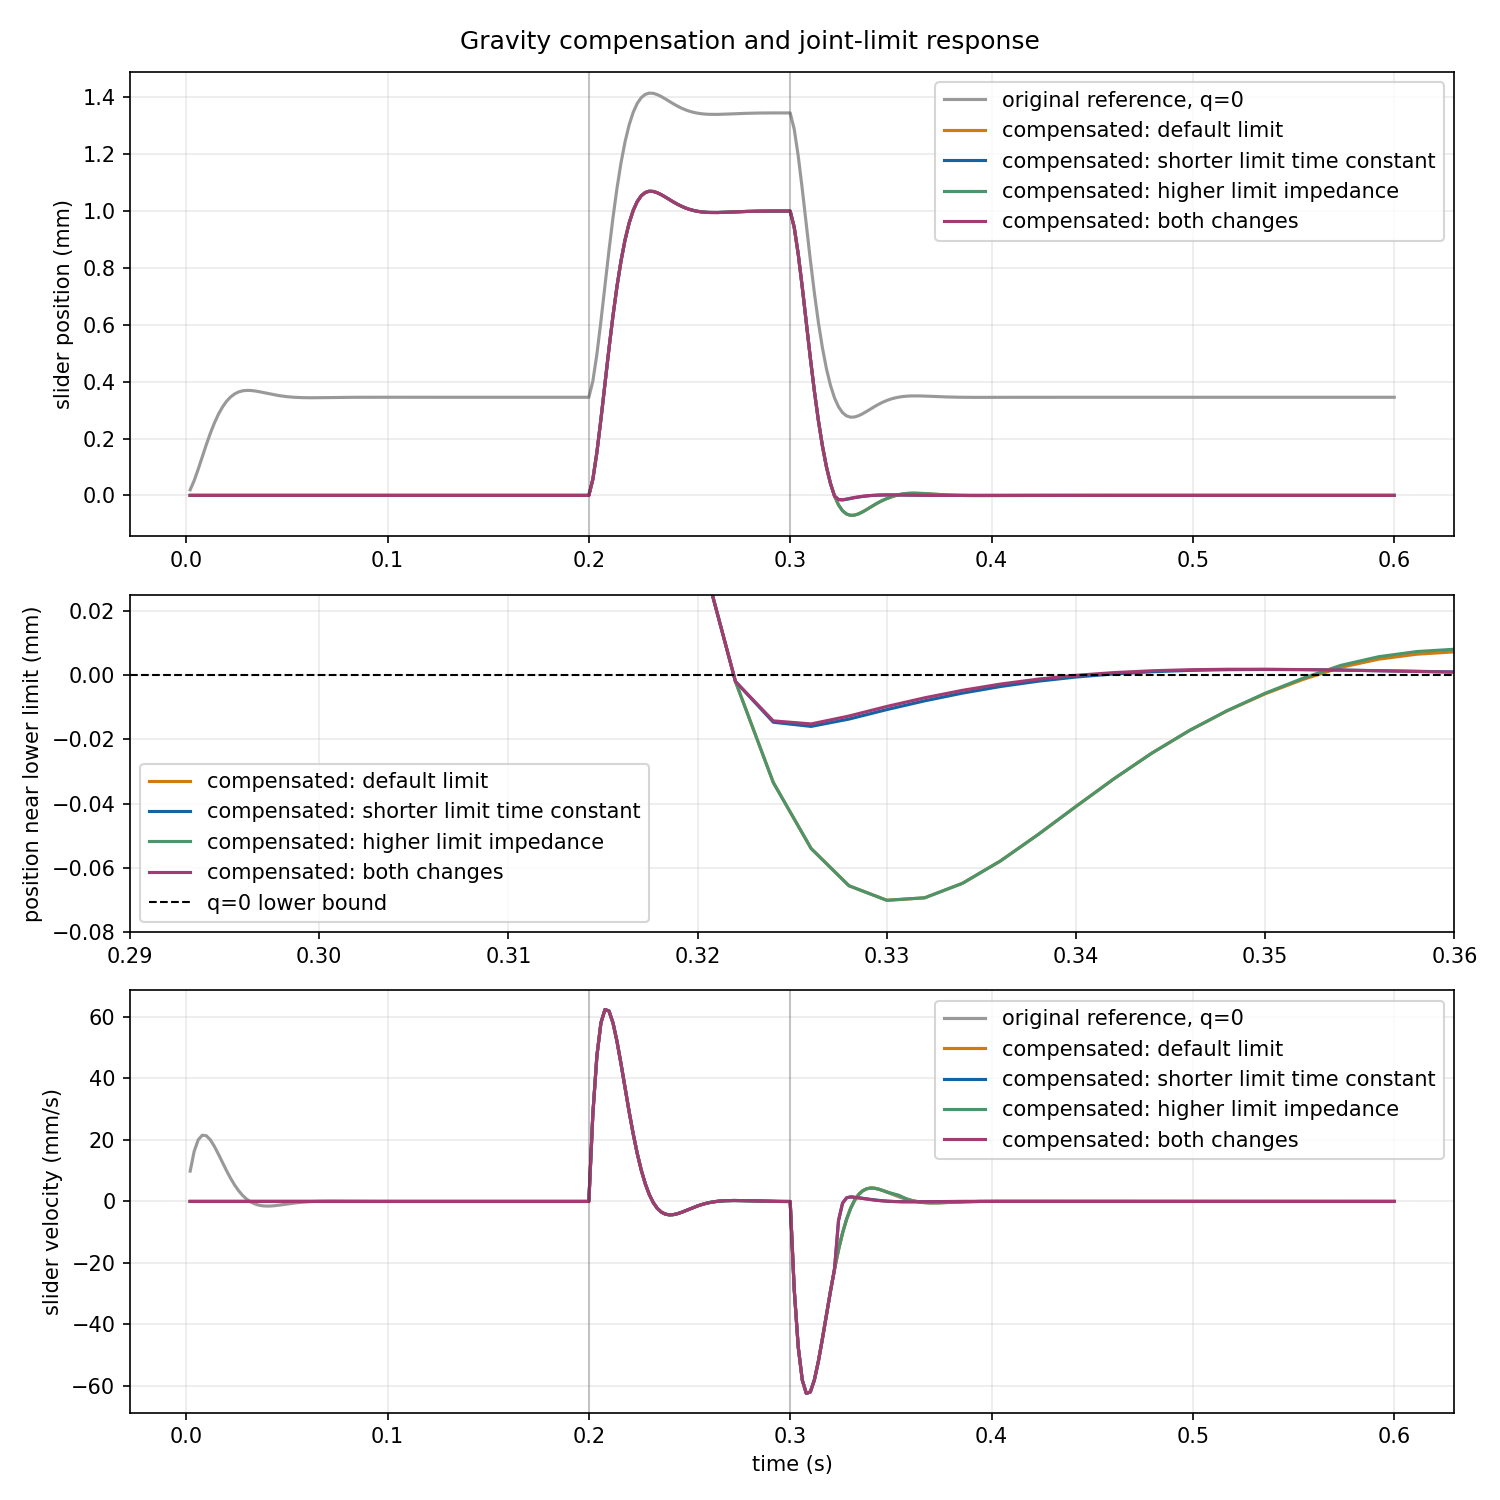 Gravity compensation and joint-limit response
slider position (mm)
1.4
1.2
1.0
0.8
0.6
0.4
0.2
0.0
original reference, q=0
compensated: default limit
compensated: shorter limit time constant
compensated: higher limit impedance
compensated: both changes
0.0 0.1 0.2 0.3 0.4 0.5 0.6
position near lower limit (mm)
0.02
0.00
−0.02
−0.04
−0.06
−0.08
compensated: default limit
compensated: shorter limit time constant
compensated: higher limit impedance
compensated: both changes
q=0 lower bound
0.29 0.30 0.31 0.32 0.33 0.34 0.35 0.36
slider velocity (mm/s)
60
40
20
0
−20
−40
−60
original reference, q=0
compensated: default limit
compensated: shorter limit time constant
compensated: higher limit impedance
compensated: both changes
0.0 0.1 0.2 0.3 0.4 0.5 0.6
time (s)